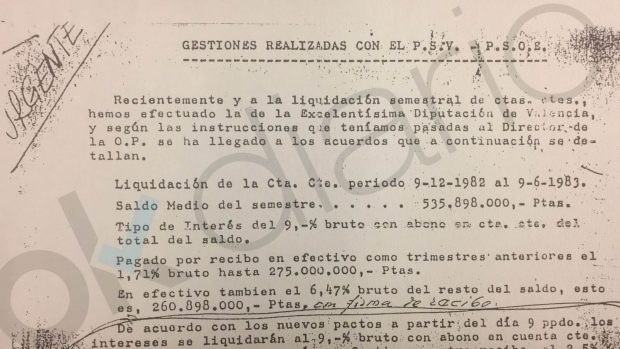 URGENTE
GESTIONES REALIZADAS CON EL P.S.V. - P.S.O.E.
Recientemente y a la liquidación semestral de ctas. ctes.,
hemos efectuado la de la Excelentísima Diputación de Valencia,
y según las instrucciones que teníamos pasadas al Director de
la O.P. se ha llegado a los acuerdos que a continuación se de-
tallan.
Liquidación de la Cta. Cte. periodo 9-12-1982 al 9-6-1983.
Saldo Medio del semestre . . . . . 535.898.000,- Ptas.
Tipo de Interés del 9,-% bruto con abono en cta. cte. del
total del saldo.
Pagado por recibo en efectivo como trimestres anteriores el
1,71% bruto hasta 275.000.000,- Ptas.
En efectivo tambien el 6,47% bruto del resto del saldo, esto
es, 260.898.000,- Ptas, con firma de recibo.
De acuerdo con los nuevos pactos a partir del día 9 ppdo. los
intereses se liquidarán al 9,-% bruto con abono en cuenta cte.
al 2,5%
okdiario